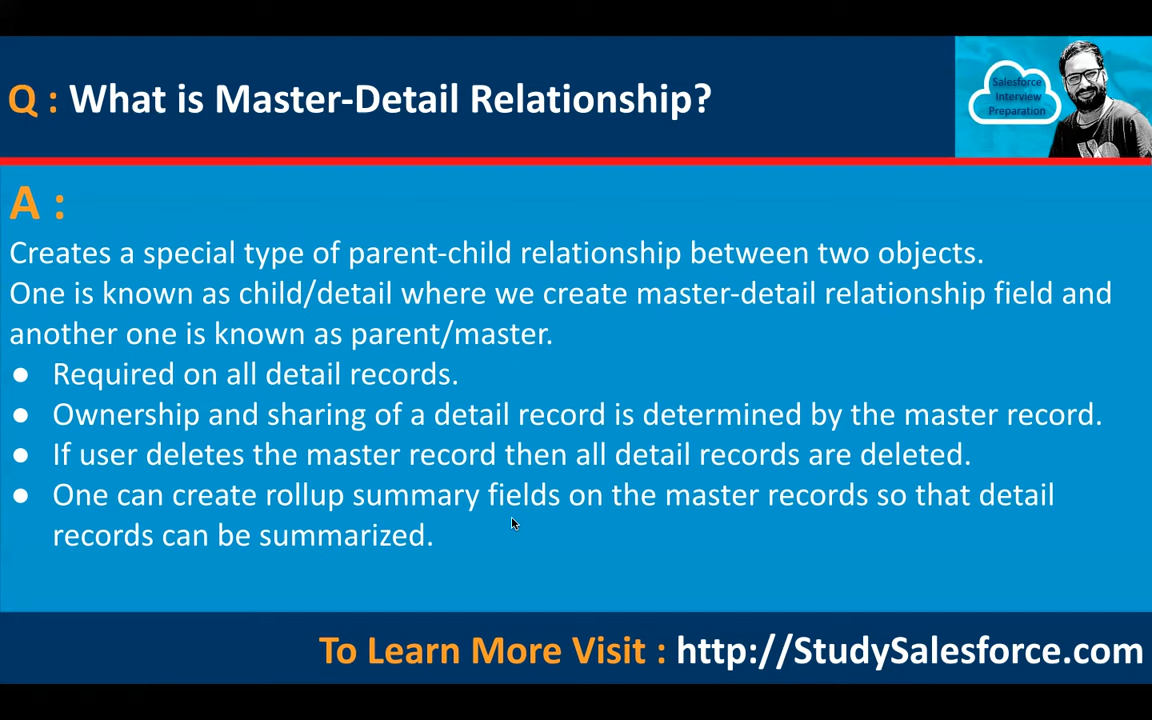 Q : What is Master-Detail Relationship?
Salesforce
Interview
Preparation
A :
Creates a special type of parent-child relationship between two objects.
One is known as child/detail where we create master-detail relationship field and
another one is known as parent/master.
● Required on all detail records.
● Ownership and sharing of a detail record is determined by the master record.
● If user deletes the master record then all detail records are deleted.
● One can create rollup summary fields on the master records so that detail
records can be summarized.
To Learn More Visit : http://StudySalesforce.com